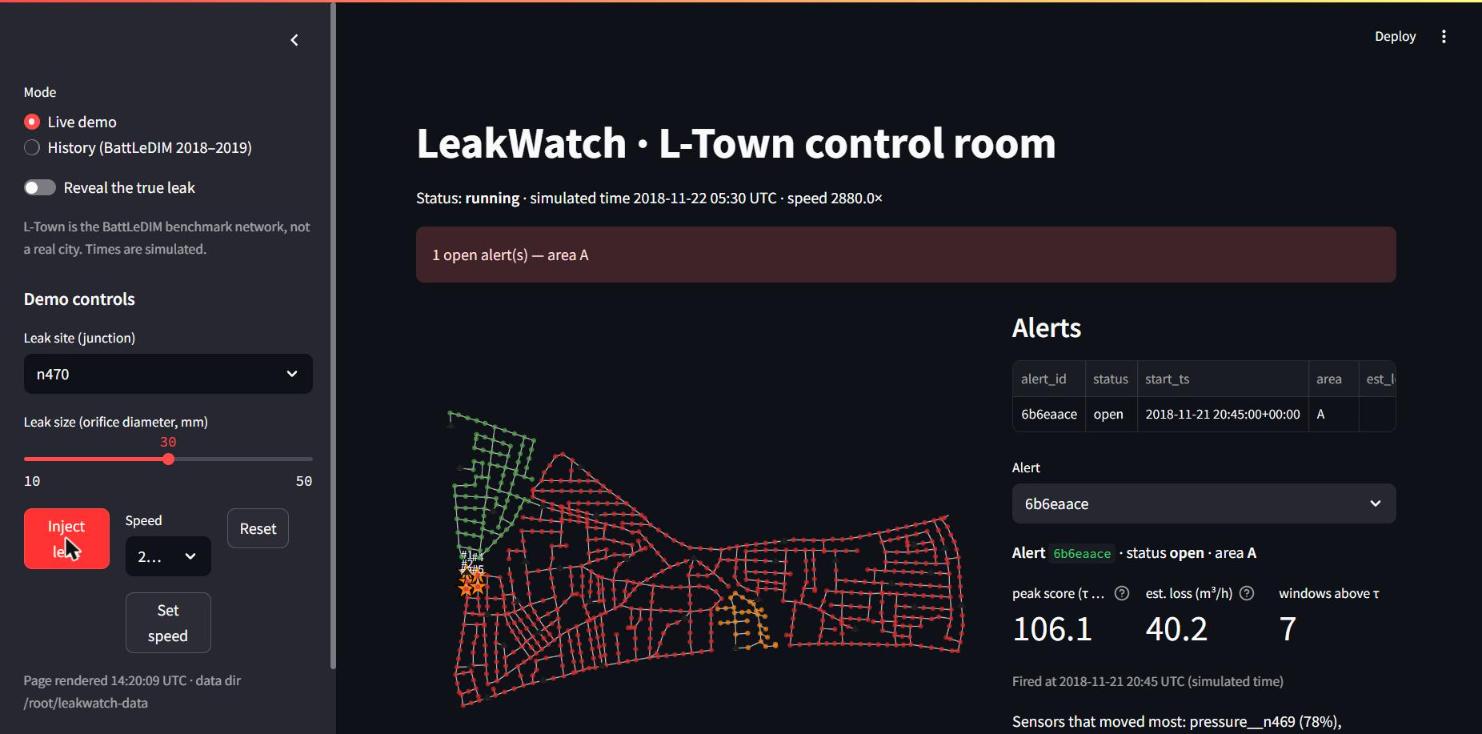 Deploy
Mode
Live demo
History (BattLeDIM 2018–2019)
Reveal the true leak
L-Town is the BattLeDIM benchmark network, not
a real city. Times are simulated.
Demo controls
Leak site (junction)
n470
Leak size (orifice diameter, mm)
30
10
50
Inject
Speed
2…
Reset
Set
speed
Page rendered 14:20:09 UTC · data dir
/root/leakwatch-data
LeakWatch · L-Town control room
Status: running · simulated time 2018-11-22 05:30 UTC · speed 2880.0×
1 open alert(s) — area A
#1
#4
#2
#5
Alerts
alert_id status start_ts area
6b6eaace open 2018-11-21 20:45:00+00:00 A
Alert
6b6eaace
Alert 6b6eaace · status open · area A
peak score (τ … est. loss (m³/h) windows above τ
106.1 40.2 7
Fired at 2018-11-21 20:45 UTC (simulated time)
Sensors that moved most: pressure__n469 (78%),